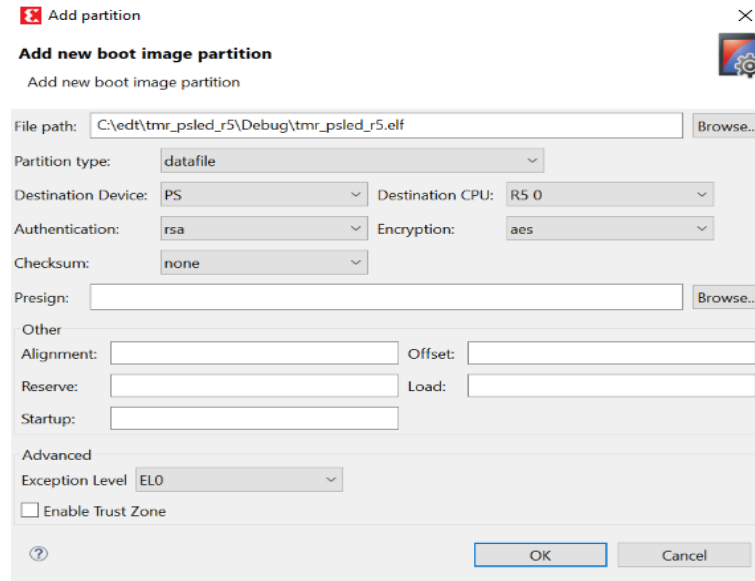 Add partition
Add new boot image partition
Add new boot image partition
File path: C:\edt\tmr_psled_r5\Debug\tmr_psled_r5.elf Browse..
Partition type: datafile
Destination Device: PS Destination CPU: R5 0
Authentication: rsa Encryption: aes
Checksum: none
Presign: Browse..
Other
Alignment: Offset:
Reserve: Load:
Startup:
Advanced
Exception Level EL0
Enable Trust Zone
? OK Cancel